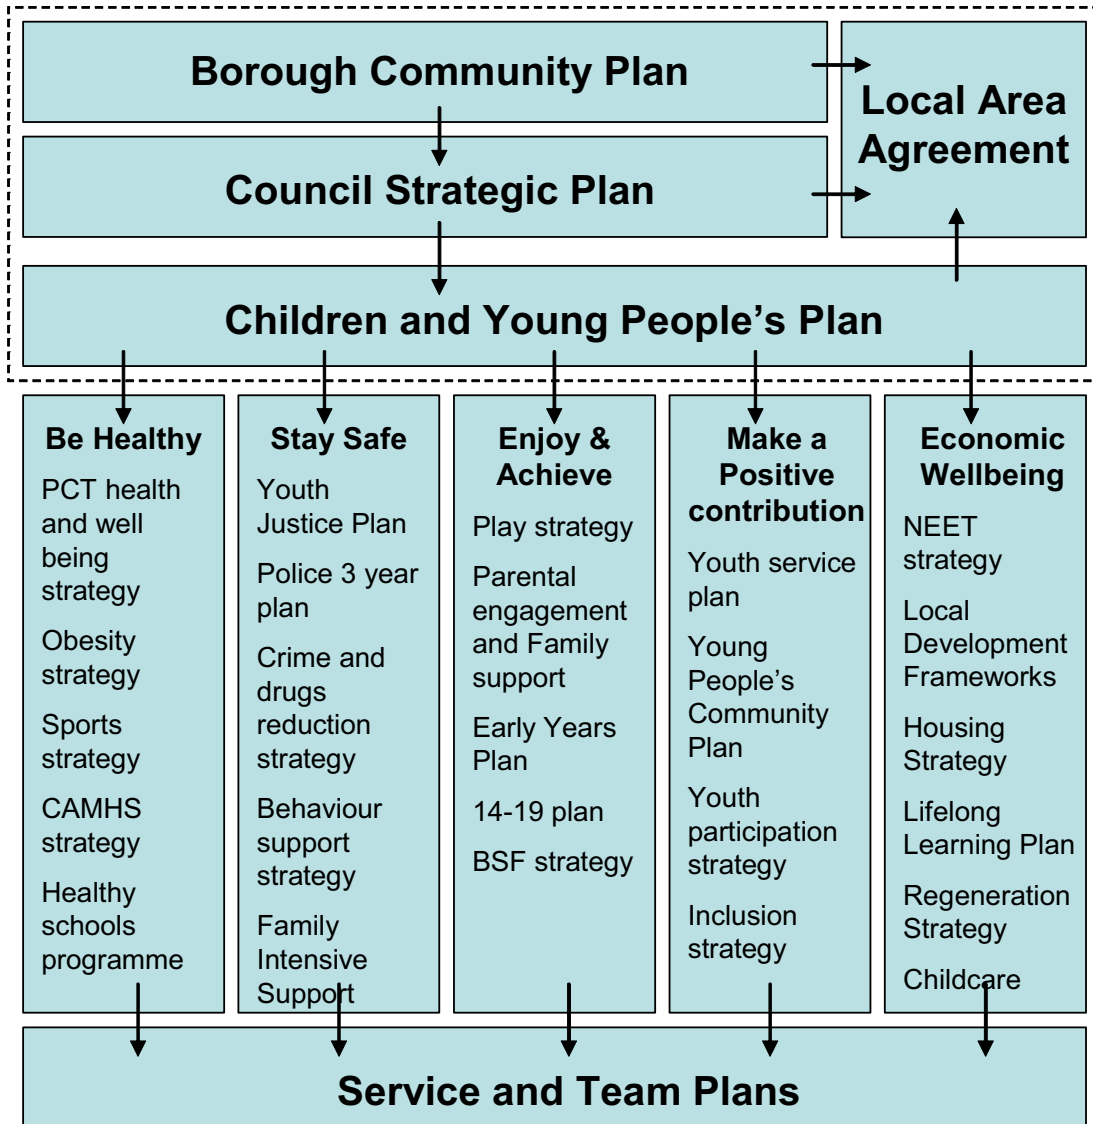 Borough Community Plan
Local Area
Agreement
Council Strategic Plan
Children and Young People’s Plan
Be Healthy
PCT health
and well
being
strategy
Obesity
strategy
Sports
strategy
CAMHS
strategy
Healthy
schools
programme
Stay Safe
Youth
Justice Plan
Police 3 year
plan
Crime and
drugs
reduction
strategy
Behaviour
support
strategy
Family
Intensive
Support
Enjoy &
Achieve
Play strategy
Parental
engagement
and Family
support
Early Years
Plan
14-19 plan
BSF strategy
Make a
Positive
contribution
Youth service
plan
Young
People’s
Community
Plan
Youth
participation
strategy
Inclusion
strategy
Economic
Wellbeing
NEET
strategy
Local
Development
Frameworks
Housing
Strategy
Lifelong
Learning Plan
Regeneration
Strategy
Childcare
Service and Team Plans